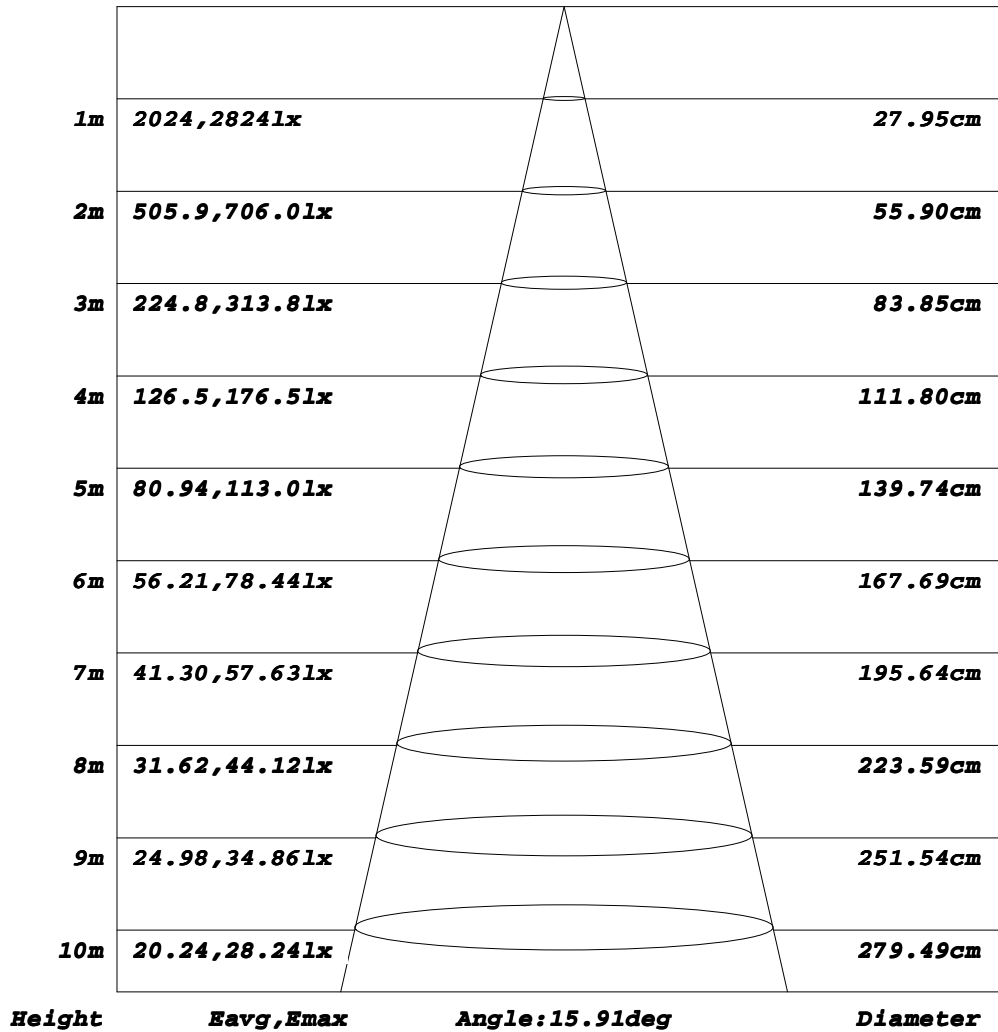 1m 2024,2824lx 27.95cm
2m 505.9,706.0lx 55.90cm
3m 224.8,313.8lx 83.85cm
4m 126.5,176.5lx 111.80cm
5m 80.94,113.0lx 139.74cm
6m 56.21,78.44lx 167.69cm
7m 41.30,57.63lx 195.64cm
8m 31.62,44.12lx 223.59cm
9m 24.98,34.86lx 251.54cm
10m 20.24,28.24lx 279.49cm
Height Eavg,Emax Angle:15.91deg Diameter